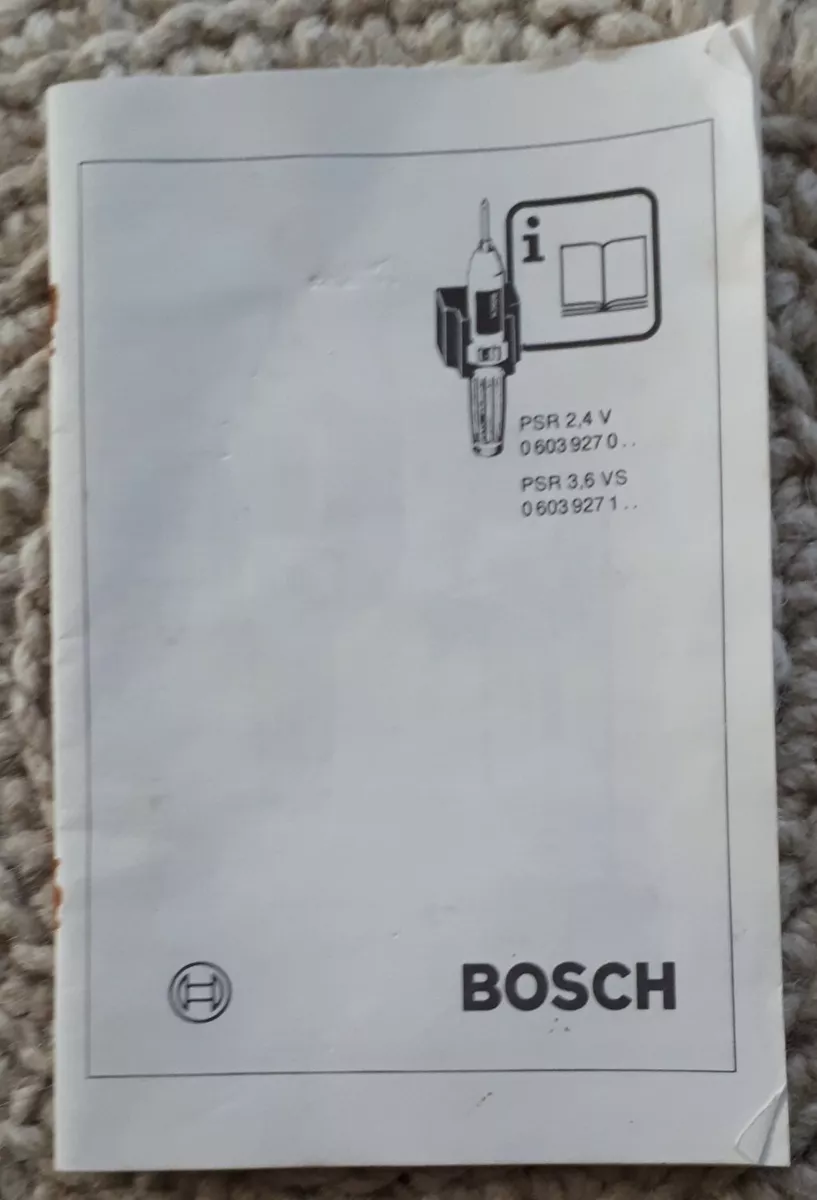 i
PSR 2,4 V
0 603 927 0 . .
PSR 3,6 VS
0 603 927 1 . .
BOSCH